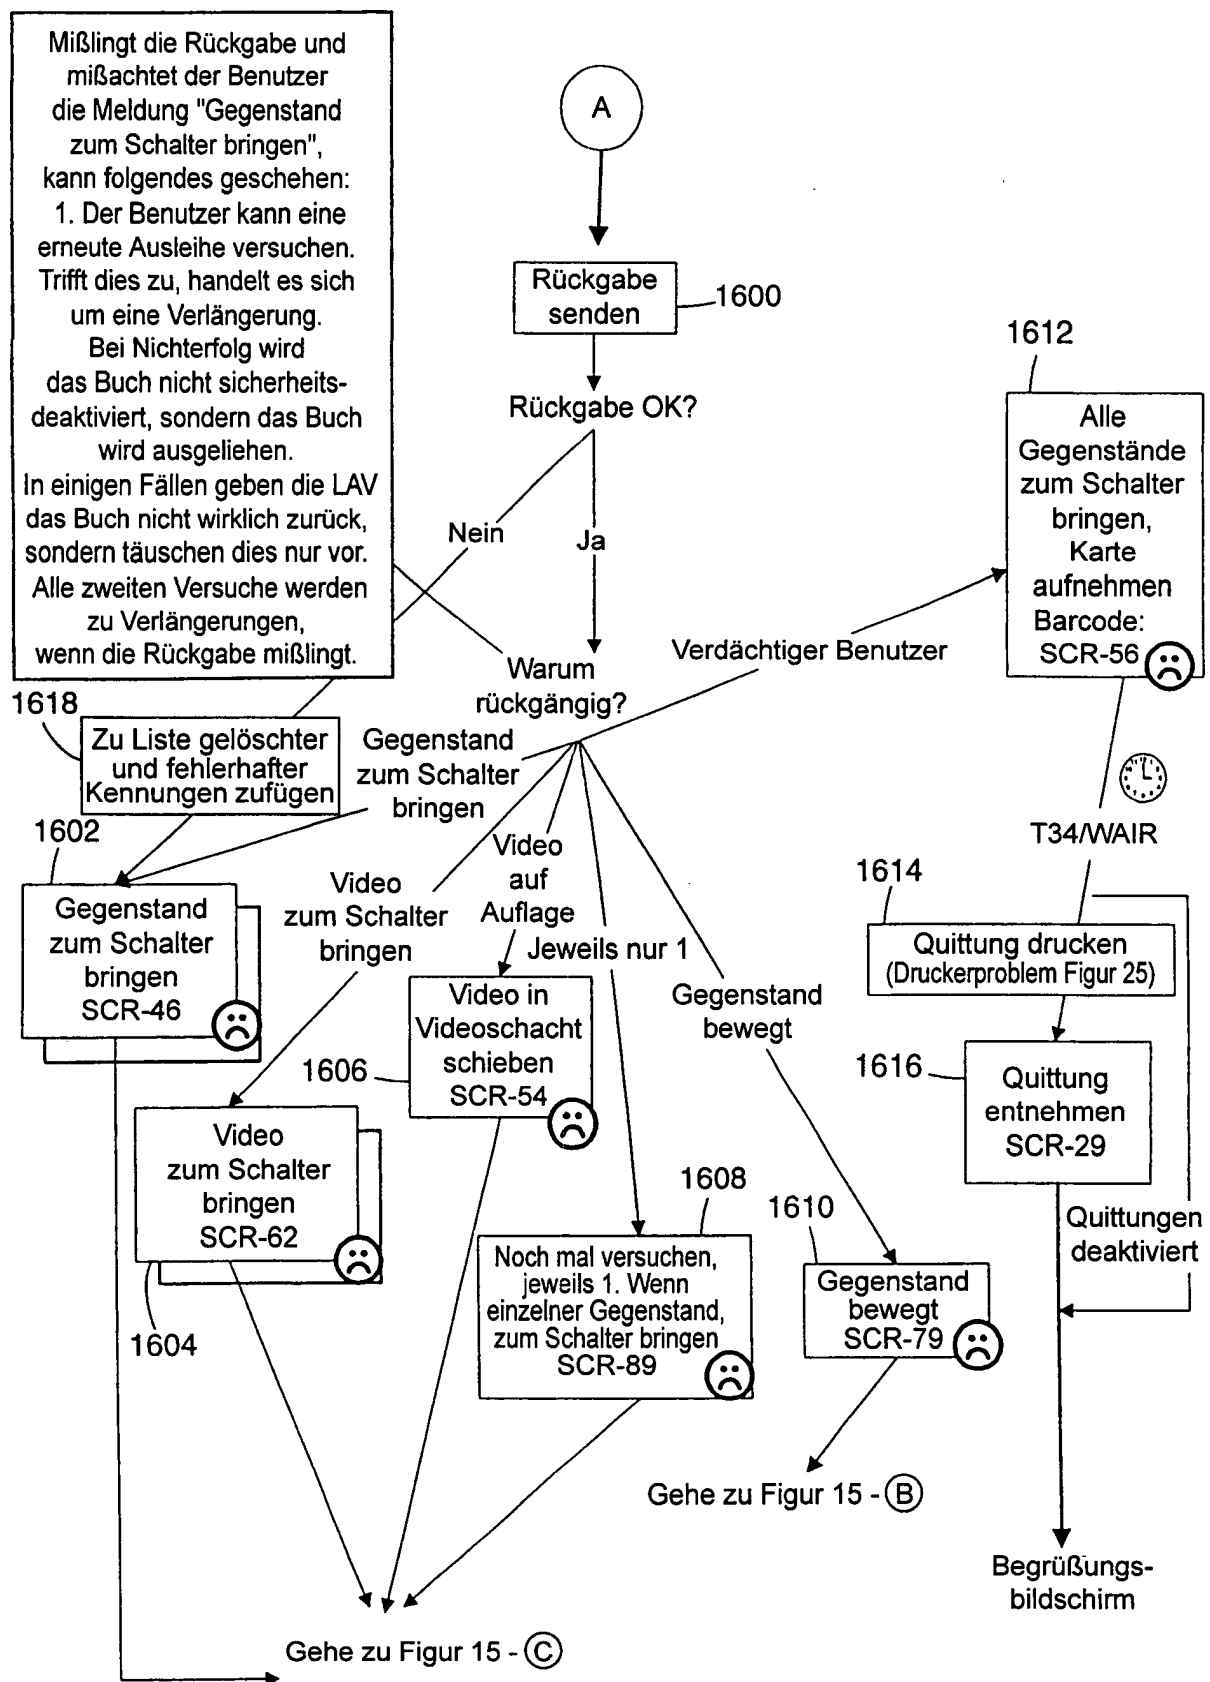 Mißlingt die Rückgabe und
mißachtet der Benutzer
die Meldung "Gegenstand
zum Schalter bringen",
kann folgendes geschehen:
1. Der Benutzer kann eine
erneute Ausleihe versuchen.
Trifft dies zu, handelt es sich
um eine Verlängerung.
Bei Nichterfolg wird
das Buch nicht sicherheits-
deaktiviert, sondern das Buch
wird ausgeliehen.
In einigen Fällen geben die LAV
das Buch nicht wirklich zurück,
sondern täuschen dies nur vor.
Alle zweiten Versuche werden
zu Verlängerungen,
wenn die Rückgabe mißlingt.
A
Rückgabe
senden
1600
Rückgabe OK?
Nein
Ja
Warum
rückgängig?
Verdächtiger Benutzer
1612
Alle
Gegenstände
zum Schalter
bringen,
Karte
aufnehmen
Barcode:
SCR-56
1618
Zu Liste gelöschter
und fehlerhafter
Kennungen zufügen
Gegenstand
zum Schalter
bringen
1602
Gegenstand
zum Schalter
bringen
SCR-46
Video
zum Schalter
bringen
Video
auf
Auflage
Jeweils nur 1
Gegenstand
bewegt
T34/WAIR
1614
Quittung drucken
(Druckerproblem Figur 25)
1616
Quittung
entnehmen
SCR-29
Quittungen
deaktiviert
1606
Video in
Videoschacht
schieben
SCR-54
Video
zum Schalter
bringen
SCR-62
1604
1608
Noch mal versuchen,
jeweils 1. Wenn
einzelner Gegenstand,
zum Schalter bringen
SCR-89
1610
Gegenstand
bewegt
SCR-79
Gehe zu Figur 15 - B
Begrüßungs-
bildschirm
Gehe zu Figur 15 - C